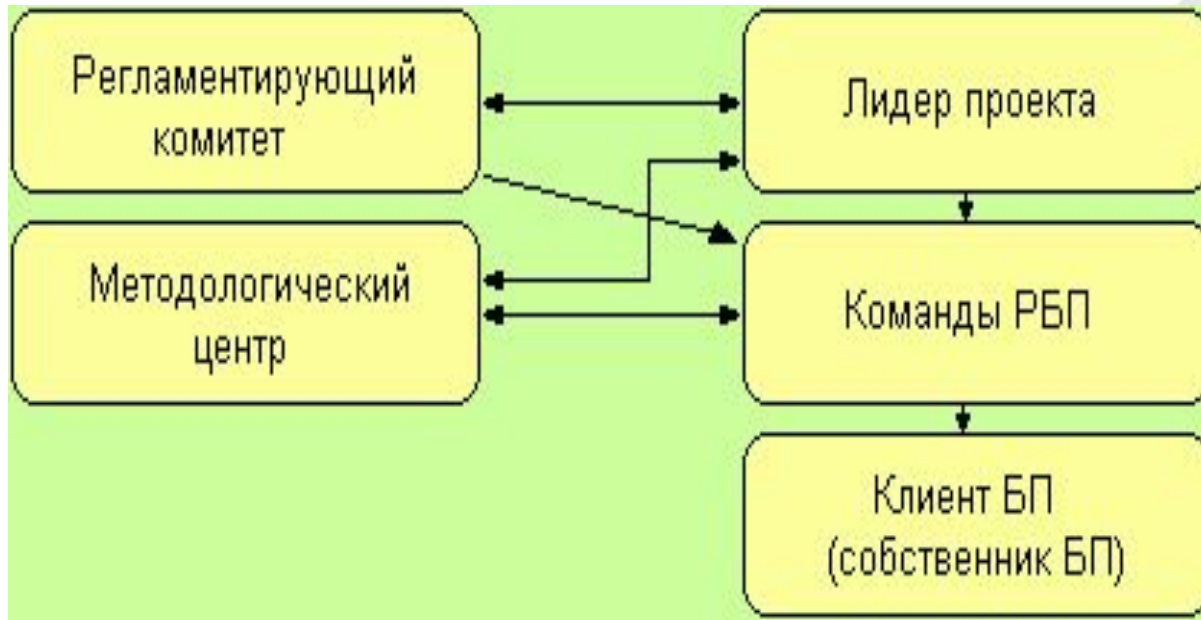 Регламентирующий
комитет
Лидер проекта
Методологический
центр
Команды РБП
Клиент БП
(собственник БП)